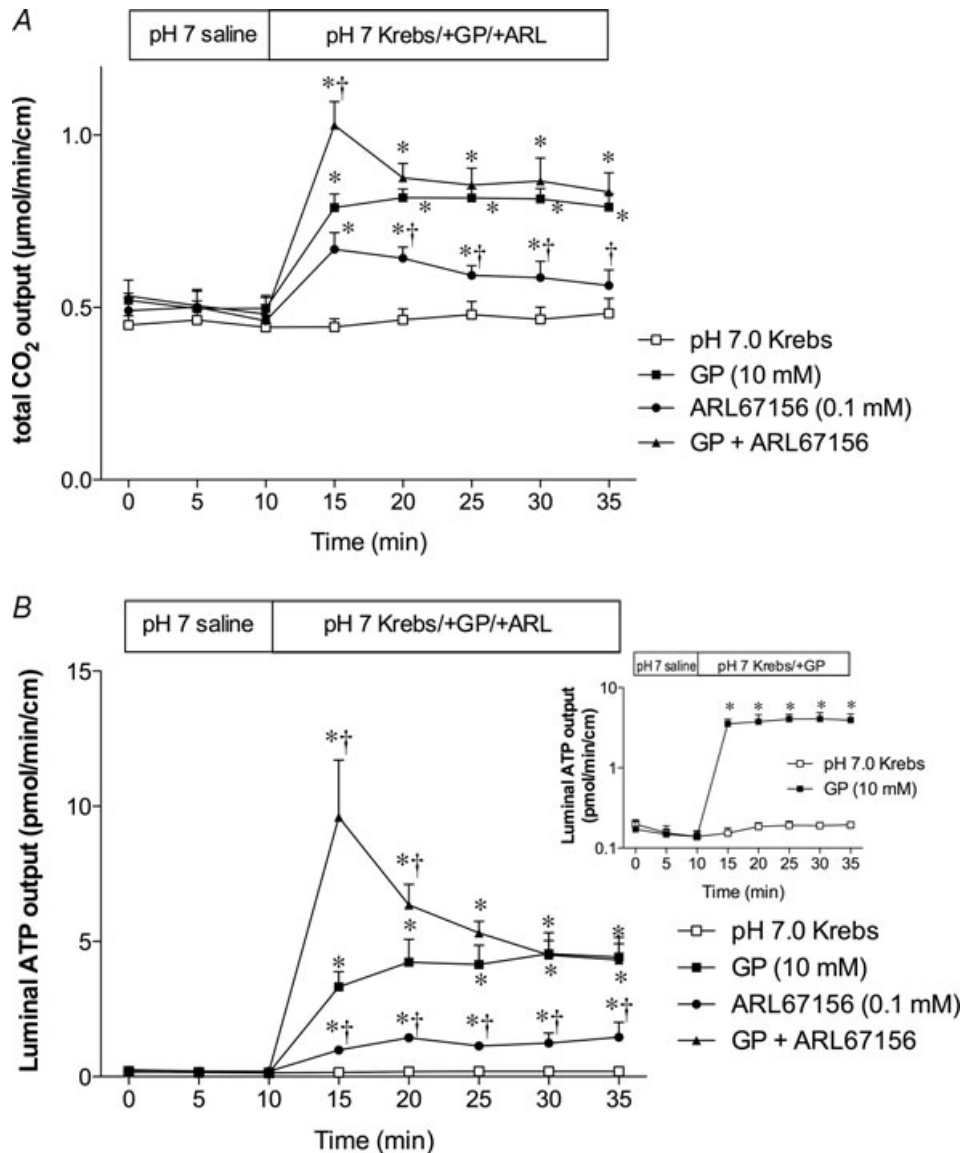 A
pH 7 saline
pH 7 Krebs/+GP/+ARL
total CO₂ output (µmol/min/cm)
1.0
0.5
0.0
*†
* * * *
* * * * *
* *† *† *† †
0 5 10 15 20 25 30 35
Time (min)
pH 7.0 Krebs
GP (10 mM)
ARL67156 (0.1 mM)
GP + ARL67156
B
pH 7 saline
pH 7 Krebs/+GP/+ARL
Luminal ATP output (pmol/min/cm)
15
10
5
0
*† *† * * *
* * * * *
*† *† *† *† *†
0 5 10 15 20 25 30 35
Time (min)
pH 7 saline
pH 7 Krebs/+GP
Luminal ATP output
(pmol/min/cm)
10
1
0.1
* * * * *
pH 7.0 Krebs
GP (10 mM)
0 5 10 15 20 25 30 35
Time (min)
pH 7.0 Krebs
GP (10 mM)
ARL67156 (0.1 mM)
GP + ARL67156